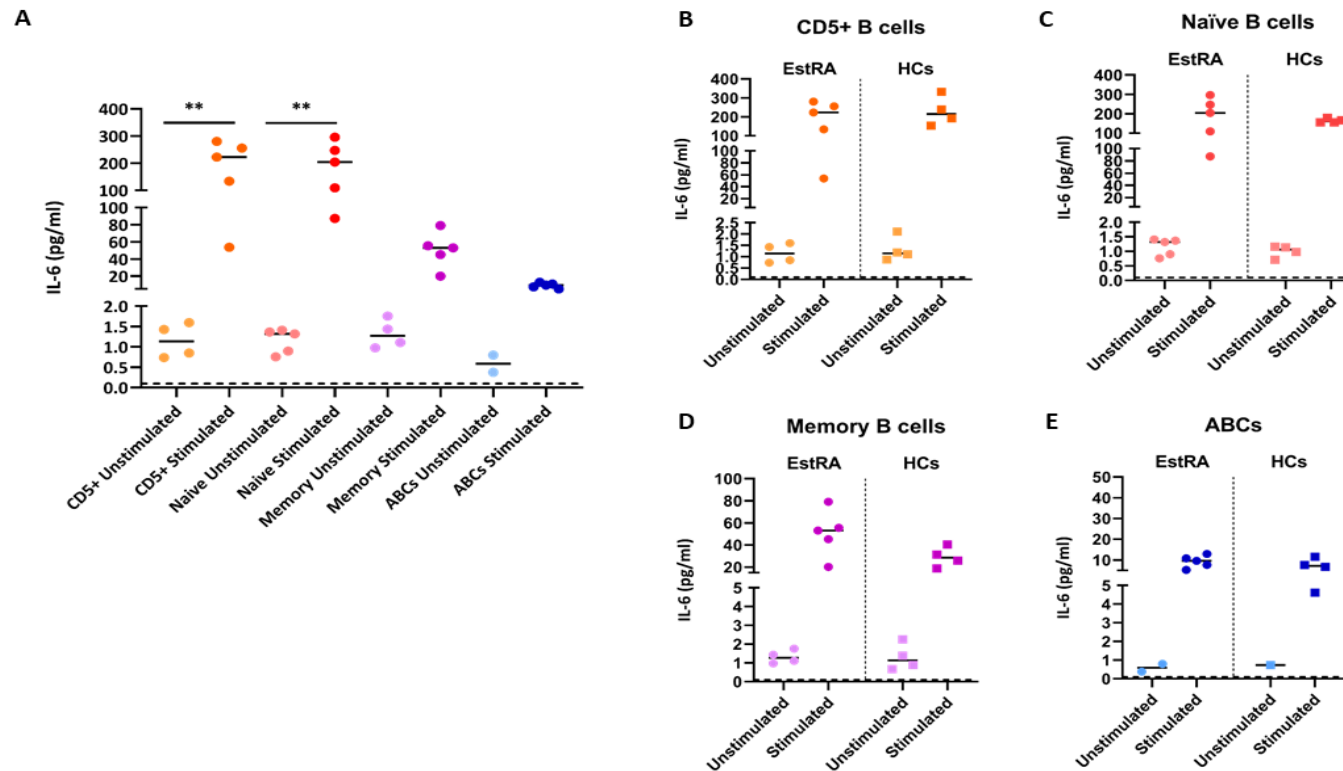 A
IL-6 (pg/ml)
400
300
200
100
100
80
60
40
20
2.0
1.5
1.0
0.5
0.0
**
**
CD5+ Unstimulated
CD5+ Stimulated
Naive Unstimulated
Naive Stimulated
Memory Unstimulated
Memory Stimulated
ABCs Unstimulated
ABCs Stimulated
B
CD5+ B cells
EstRA
HCs
IL-6 (pg/ml)
400
300
200
100
100
80
60
40
20
2.5
2.0
1.5
1.0
0.5
0.0
Unstimulated
Stimulated
Unstimulated
Stimulated
C
Naïve B cells
EstRA
HCs
IL-6 (pg/ml)
400
300
200
100
100
80
60
40
20
2.0
1.5
1.0
0.5
0.0
Unstimulated
Stimulated
Unstimulated
Stimulated
D
Memory B cells
EstRA
HCs
IL-6 (pg/ml)
100
80
60
40
20
5
4
3
2
1
0
Unstimulated
Stimulated
Unstimulated
Stimulated
E
ABCs
EstRA
HCs
IL-6 (pg/ml)
50
40
30
20
10
5
4
3
2
1
0
Unstimulated
Stimulated
Unstimulated
Stimulated